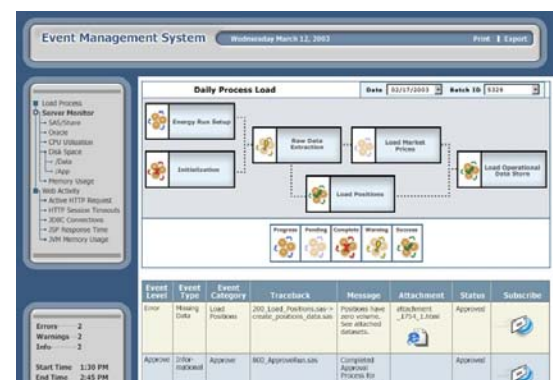 Event Management System
Wednesday March 12, 2003
Print
Export
Load Process
Server Monitor
SAS/Share
Oracle
CPU Utilization
Disk Space
/Data
/App
Memory Usage
Web Activity
Active HTTP Request
HTTP Session Timeouts
JDBC Connections
JSP Response Time
JVM Memory Usage
Daily Process Load
Date 02/17/2003
Batch ID 5329
Energy Run Setup
Initialization
Raw Data
Extraction
Load Market
Prices
Load Positions
Load Operational
Data Store
Progress Pending Complete Warning Success
Event Level
Event Type
Event Category
Traceback
Message
Attachment
Status
Subscribe
Error
Missing Data
Load Positions
200_Load_Positions.sas->
create_positions_data.sas
Positions have
zero volume.
See attached
datasets.
attachment
_1754_1.html
Approved
Approve
Infor-
mational
Approve
800_ApprovalRun.sas
Completed
Approval
Process for
Approved
Errors 2
Warnings 2
Info 3
Start Time 1:30 PM
End Time 2:45 PM